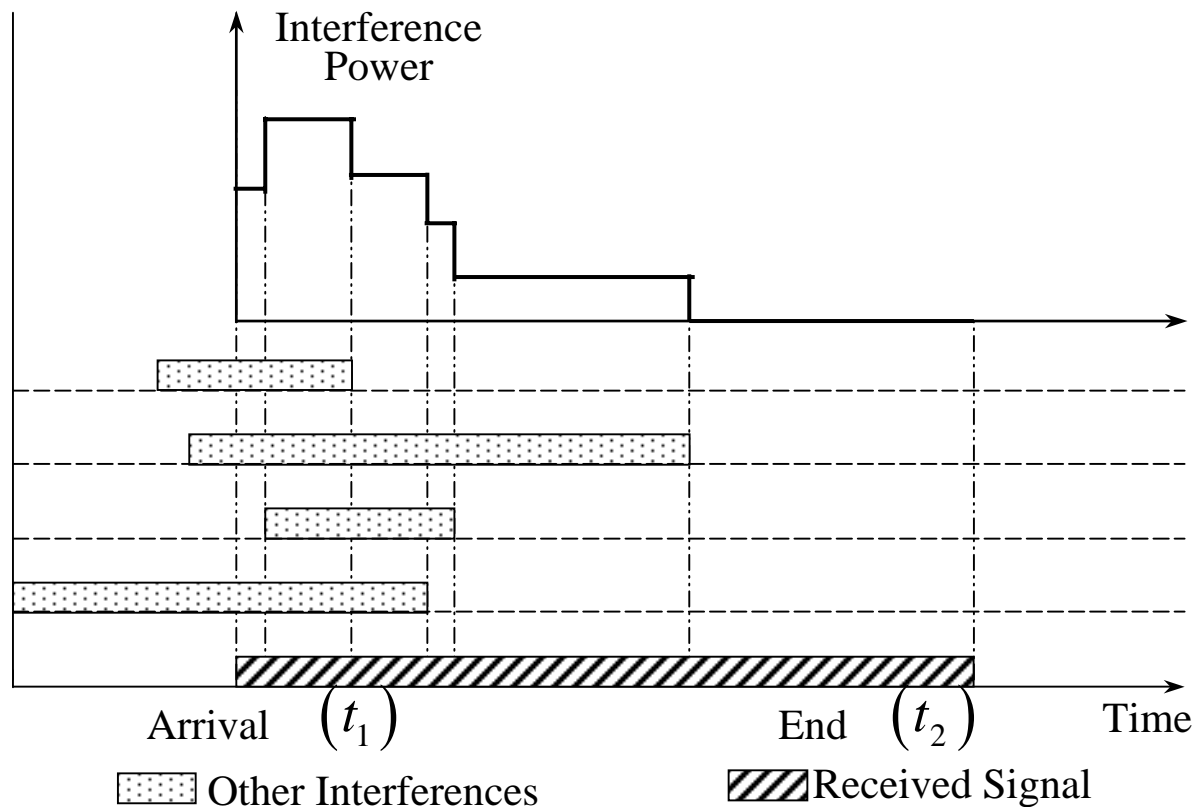 Interference
Power
Arrival (t₁) End (t₂) Time
Other Interferences Received Signal